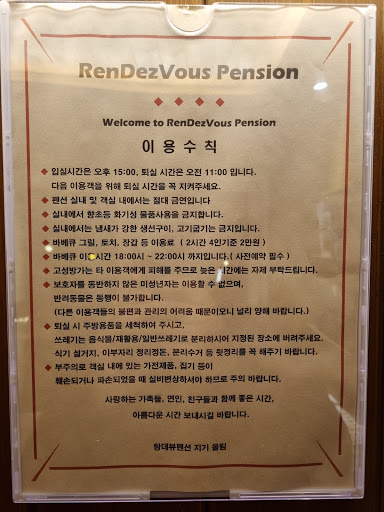 RenDezVous Pension
Welcome to RenDezVous Pension
이 용 수 칙
◆ 입실시간은 오후 15:00, 퇴실 시간은 오전 11:00 입니다.
다음 이용객을 위해 퇴실 시간을 꼭 지켜주세요.
◆ 펜션 실내 및 객실 내에서는 절대 금연입니다
◆ 실내에서 향초등 화기성 물품사용을 금지합니다.
◆ 실내에서는 냄새가 강한 생선구이, 고기굽기는 금지입니다.
◆ 바베큐 그릴, 토치, 장갑 등 이용료 ( 2시간 4인기준 2만원 )
◆ 바베큐 이용시간 18:00시 ~ 22:00시 까지입니다.( 사전예약 필수 )
◆ 고성방가는 타 이용객에게 피해를 주므로 늦은 시간에는 자제 부탁드립니다.
◆ 보호자를 동반하지 않은 미성년자는 이용할 수 없으며,
반려동물은 동행이 불가합니다.
(다른 이용객들의 불편과 관리의 어려움 때문이오니 널리 양해 바랍니다.)
◆ 퇴실 시 주방용품을 세척하여 주시고,
쓰레기는 음식물/재활용/일반쓰레기로 분리하시어 지정된 장소에 버려주세요.
식기 설거지, 이부자리 정리정돈, 분리수거 등 뒷정리를 꼭 해주기 바랍니다.
◆ 부주의로 객실 내에 있는 가전제품, 집기 등이
훼손되거나 파손되었을 때 실비변상하셔야 하므로 주의 바랍니다.
사랑하는 가족들, 연인, 친구들과 함께 좋은 시간,
아름다운 시간 보내시길 바랍니다.
랑데뷰펜션 지기 올림